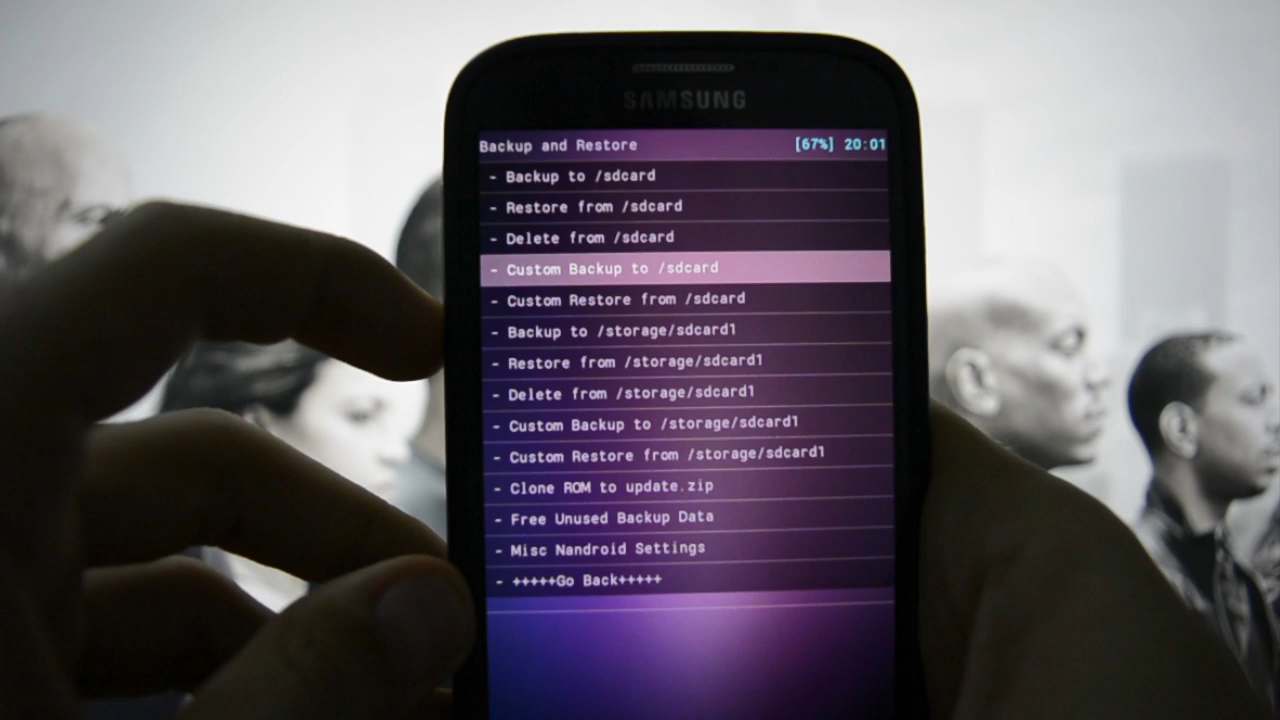 SAMSUNG
Backup and Restore [67%] 20:01
- Backup to /sdcard
- Restore from /sdcard
- Delete from /sdcard
- Custom Backup to /sdcard
- Custom Restore from /sdcard
- Backup to /storage/sdcard1
- Restore from /storage/sdcard1
- Delete from /storage/sdcard1
- Custom Backup to /storage/sdcard1
- Custom Restore from /storage/sdcard1
- Clone ROM to update.zip
- Free Unused Backup Data
- Misc Nandroid Settings
- +++++Go Back+++++